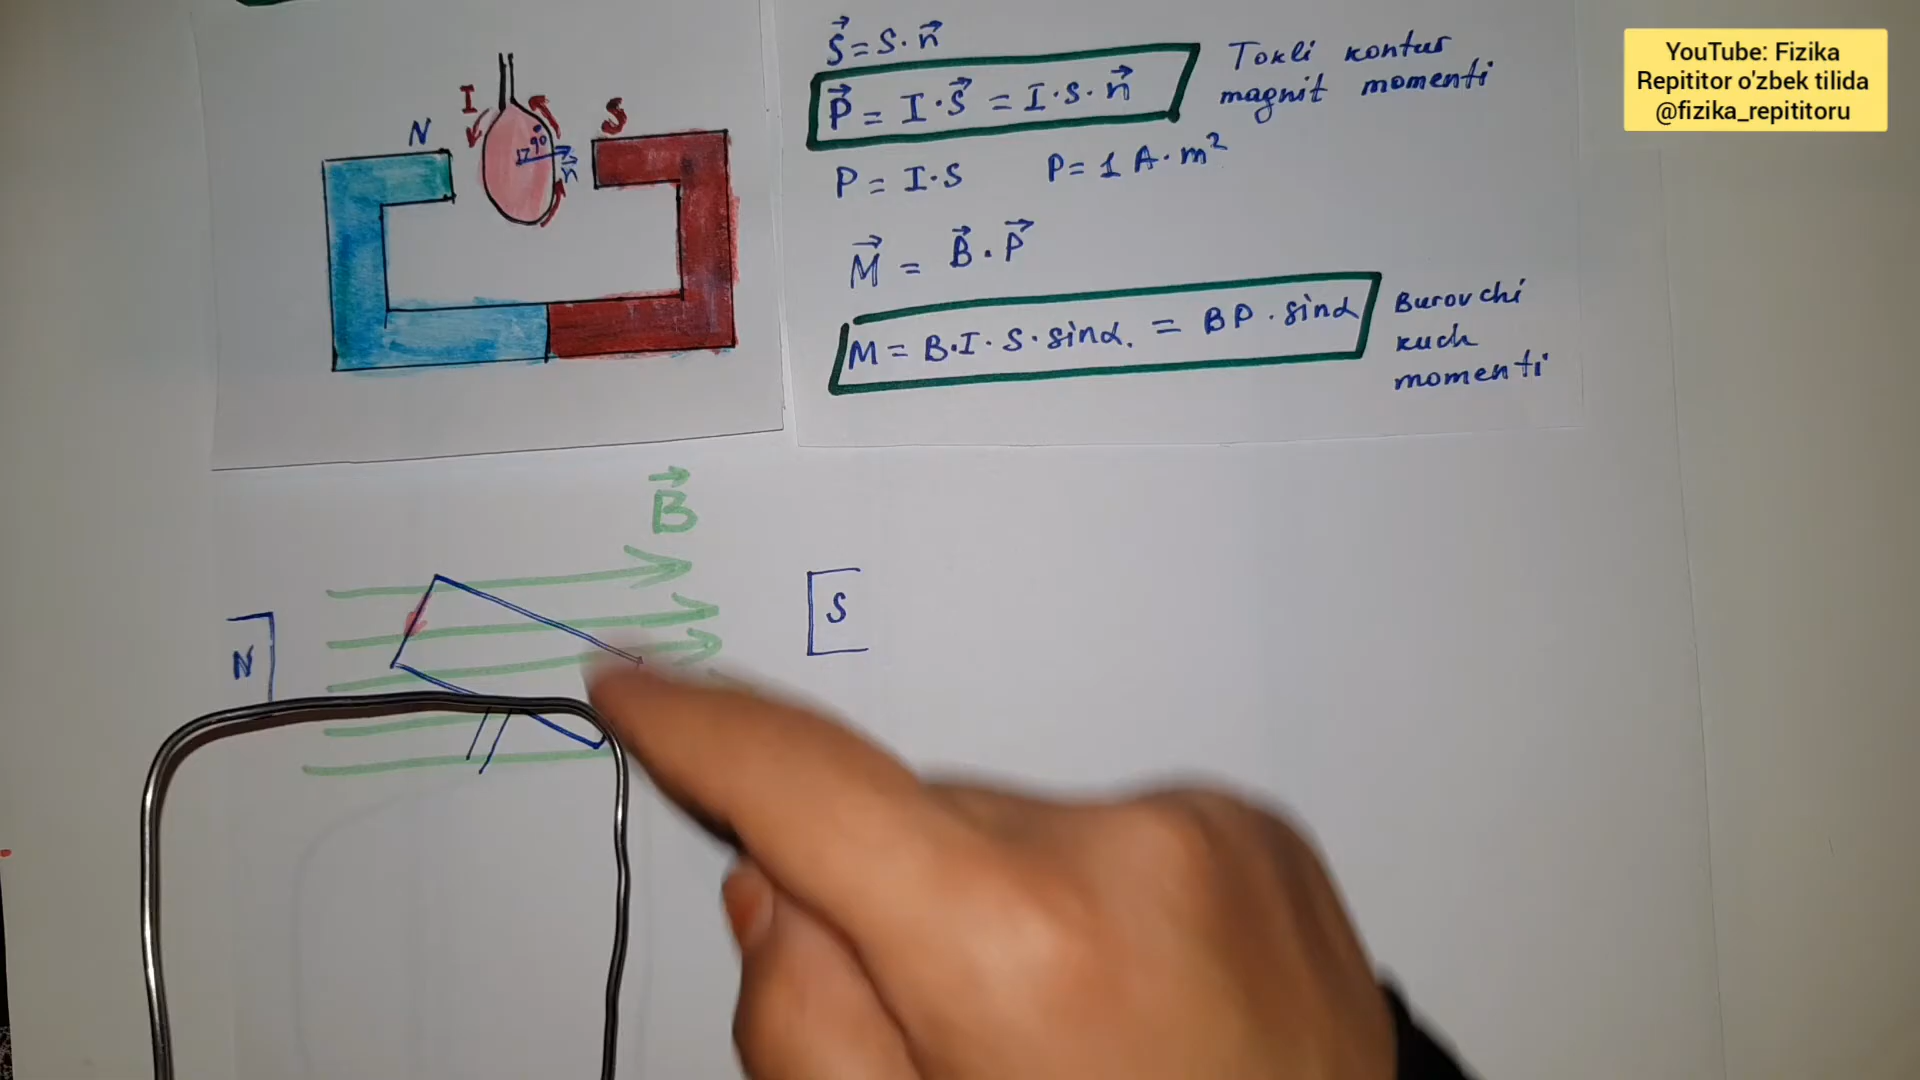 I
N
S
90°
n⃗
S⃗ = S · n⃗
P⃗ = I · S⃗ = I · S · n⃗
Tokli kontur
magnit momenti
P = I · S
P = 1 A · m²
M⃗ = B⃗ · P⃗
M = B · I · S · sinα. = BP · sinα
Burovchi
kuch
momenti
B⃗
N
S
YouTube: Fizika
Repititor o'zbek tilida
@fizika_repititoru